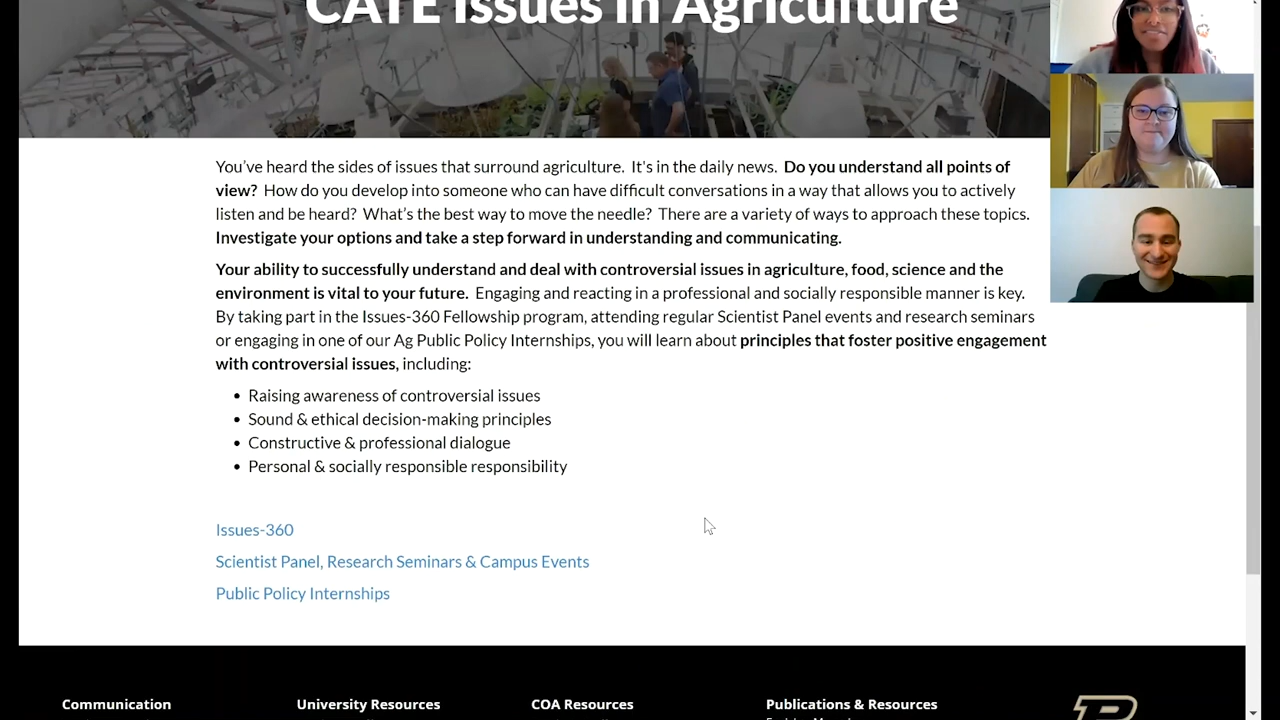 CATE Issues in Agriculture
You've heard the sides of issues that surround agriculture. It's in the daily news. Do you understand all points of
view? How do you develop into someone who can have difficult conversations in a way that allows you to actively
listen and be heard? What's the best way to move the needle? There are a variety of ways to approach these topics.
Investigate your options and take a step forward in understanding and communicating.
Your ability to successfully understand and deal with controversial issues in agriculture, food, science and the
environment is vital to your future. Engaging and reacting in a professional and socially responsible manner is key.
By taking part in the Issues-360 Fellowship program, attending regular Scientist Panel events and research seminars
or engaging in one of our Ag Public Policy Internships, you will learn about principles that foster positive engagement
with controversial issues, including:
• Raising awareness of controversial issues
• Sound & ethical decision-making principles
• Constructive & professional dialogue
• Personal & socially responsible responsibility
Issues-360
Scientist Panel, Research Seminars & Campus Events
Public Policy Internships
Communication
University Resources
COA Resources
Publications & Resources